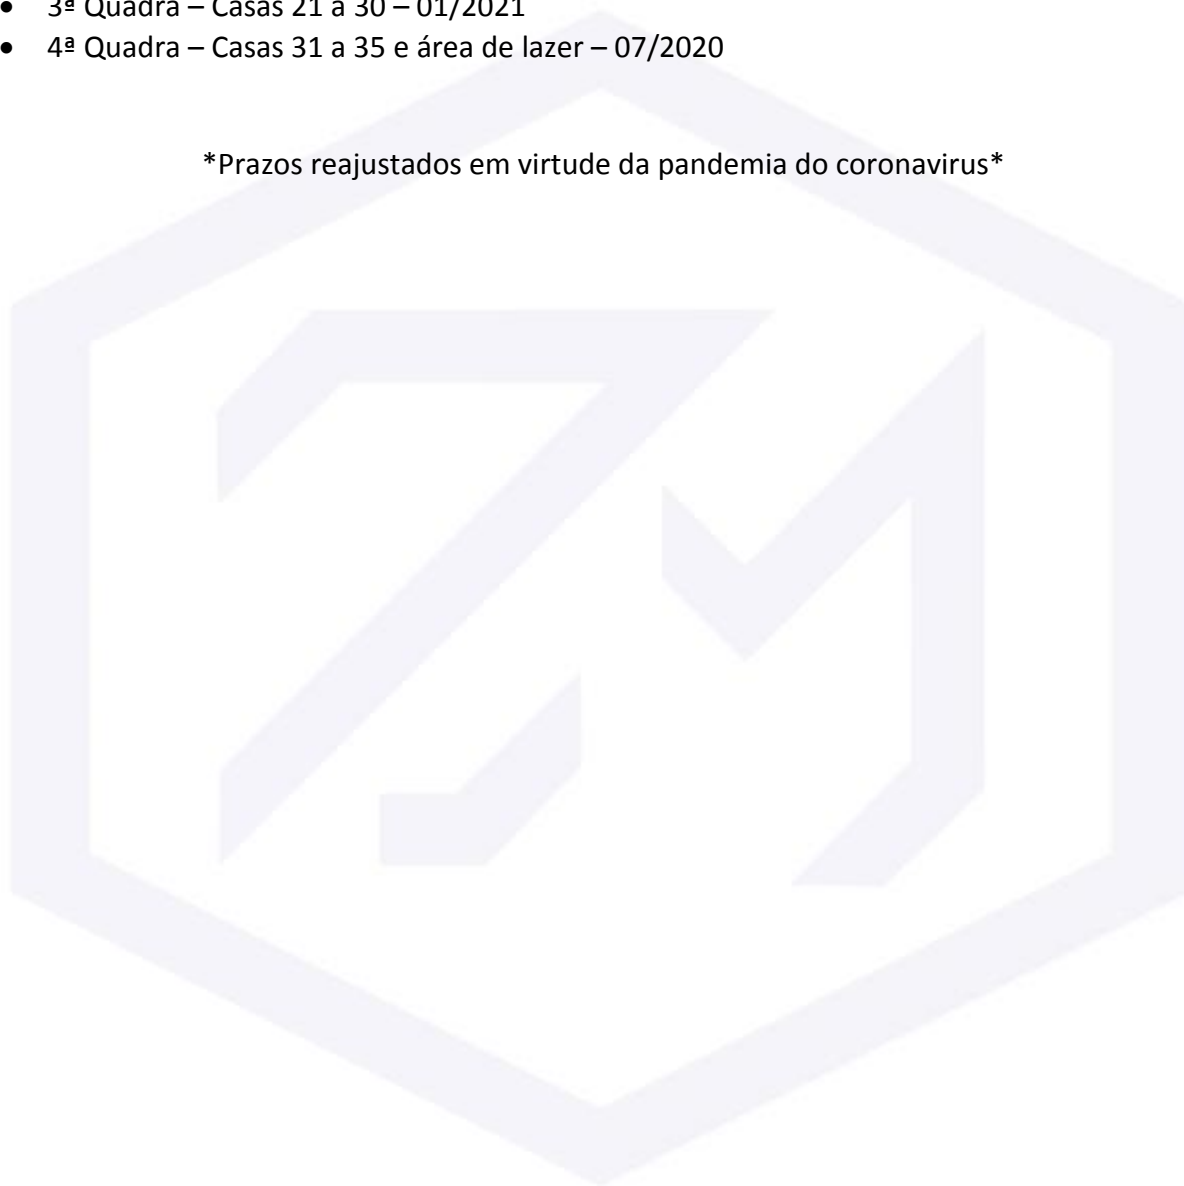 • 3ª Quadra – Casas 21 a 30 – 01/2021
• 4ª Quadra – Casas 31 a 35 e área de lazer – 07/2020
*Prazos reajustados em virtude da pandemia do coronavirus*
ZM